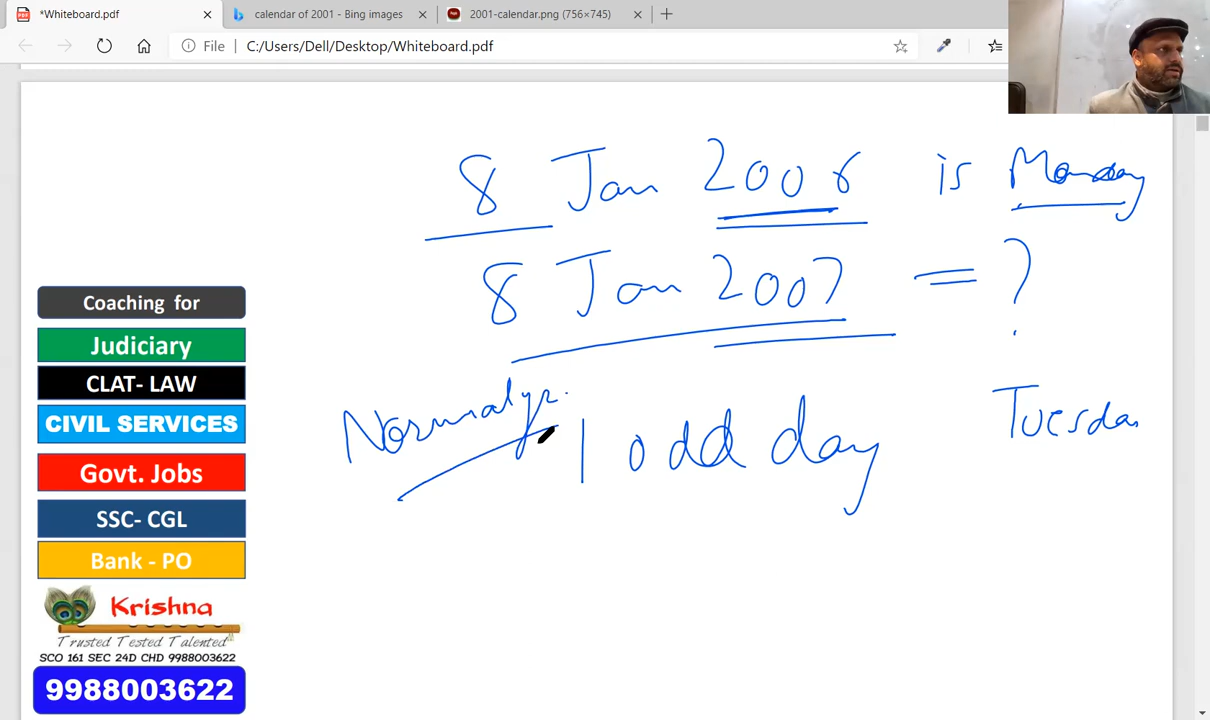 *Whiteboard.pdf
calendar of 2001 - Bing images
2001-calendar.png (756×745)
File C:/Users/Dell/Desktop/Whiteboard.pdf
8 Jan 2006 is Monday
8 Jan 2007 = ?
Normal yr. 1 odd day
Tuesda
Coaching for
Judiciary
CLAT- LAW
CIVIL SERVICES
Govt. Jobs
SSC- CGL
Bank - PO
Krishna
Trusted Tested Talented
SCO 161 SEC 24D CHD 9988003622
9988003622